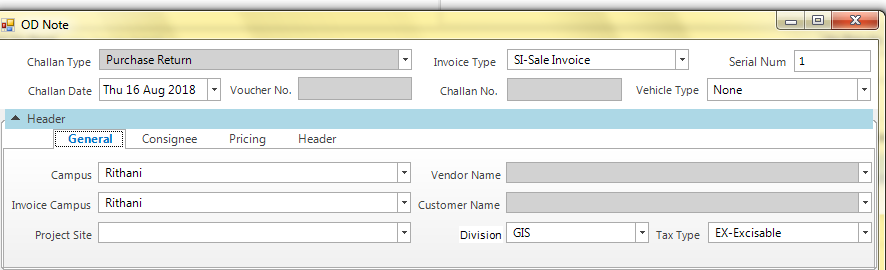 OD Note
Challan Type Purchase Return Invoice Type SI-Sale Invoice Serial Num 1
Challan Date Thu 16 Aug 2018 Voucher No. Challan No. Vehicle Type None
Header
General Consignee Pricing Header
Campus Rithani Vendor Name
Invoice Campus Rithani Customer Name
Project Site Division GIS Tax Type EX-Excisable